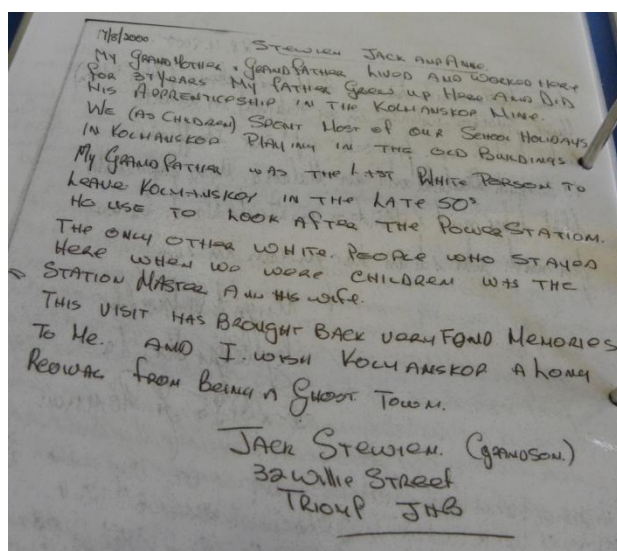 17/8/2000. STEWIEN JACK AND ANNE.
MY GRANDMOTHER & GRANDFATHER LIVED AND WORKED HERE
FOR 37 YEARS MY FATHER GREW UP HERE AND DID
HIS APPRENTICESHIP IN THE KOLMANSKOP MINE.
WE (AS CHILDREN) SPENT MOST OF OUR SCHOOL HOLIDAYS
IN KOLMANSKOP PLAYING IN THE OLD BUILDINGS
MY GRANDFATHER WAS THE LAST WHITE PERSON TO
LEAVE KOLMANSKOP IN THE LATE 50s
HE USE TO LOOK AFTER THE POWERSTATION.
THE ONLY OTHER WHITE PEOPLE WHO STAYED
HERE WHEN WE WERE CHILDREN WAS THE
STATION MASTER AND HIS WIFE.
THIS VISIT HAS BROUGHT BACK VERY FOND MEMORIES
TO ME. AND I WISH KOLMANSKOP A LONG
FROM BEING A GHOST TOWN.
JACK STEWIEN. (GRANDSON.)
32 WILLIE STREET
TRIOMF JHB